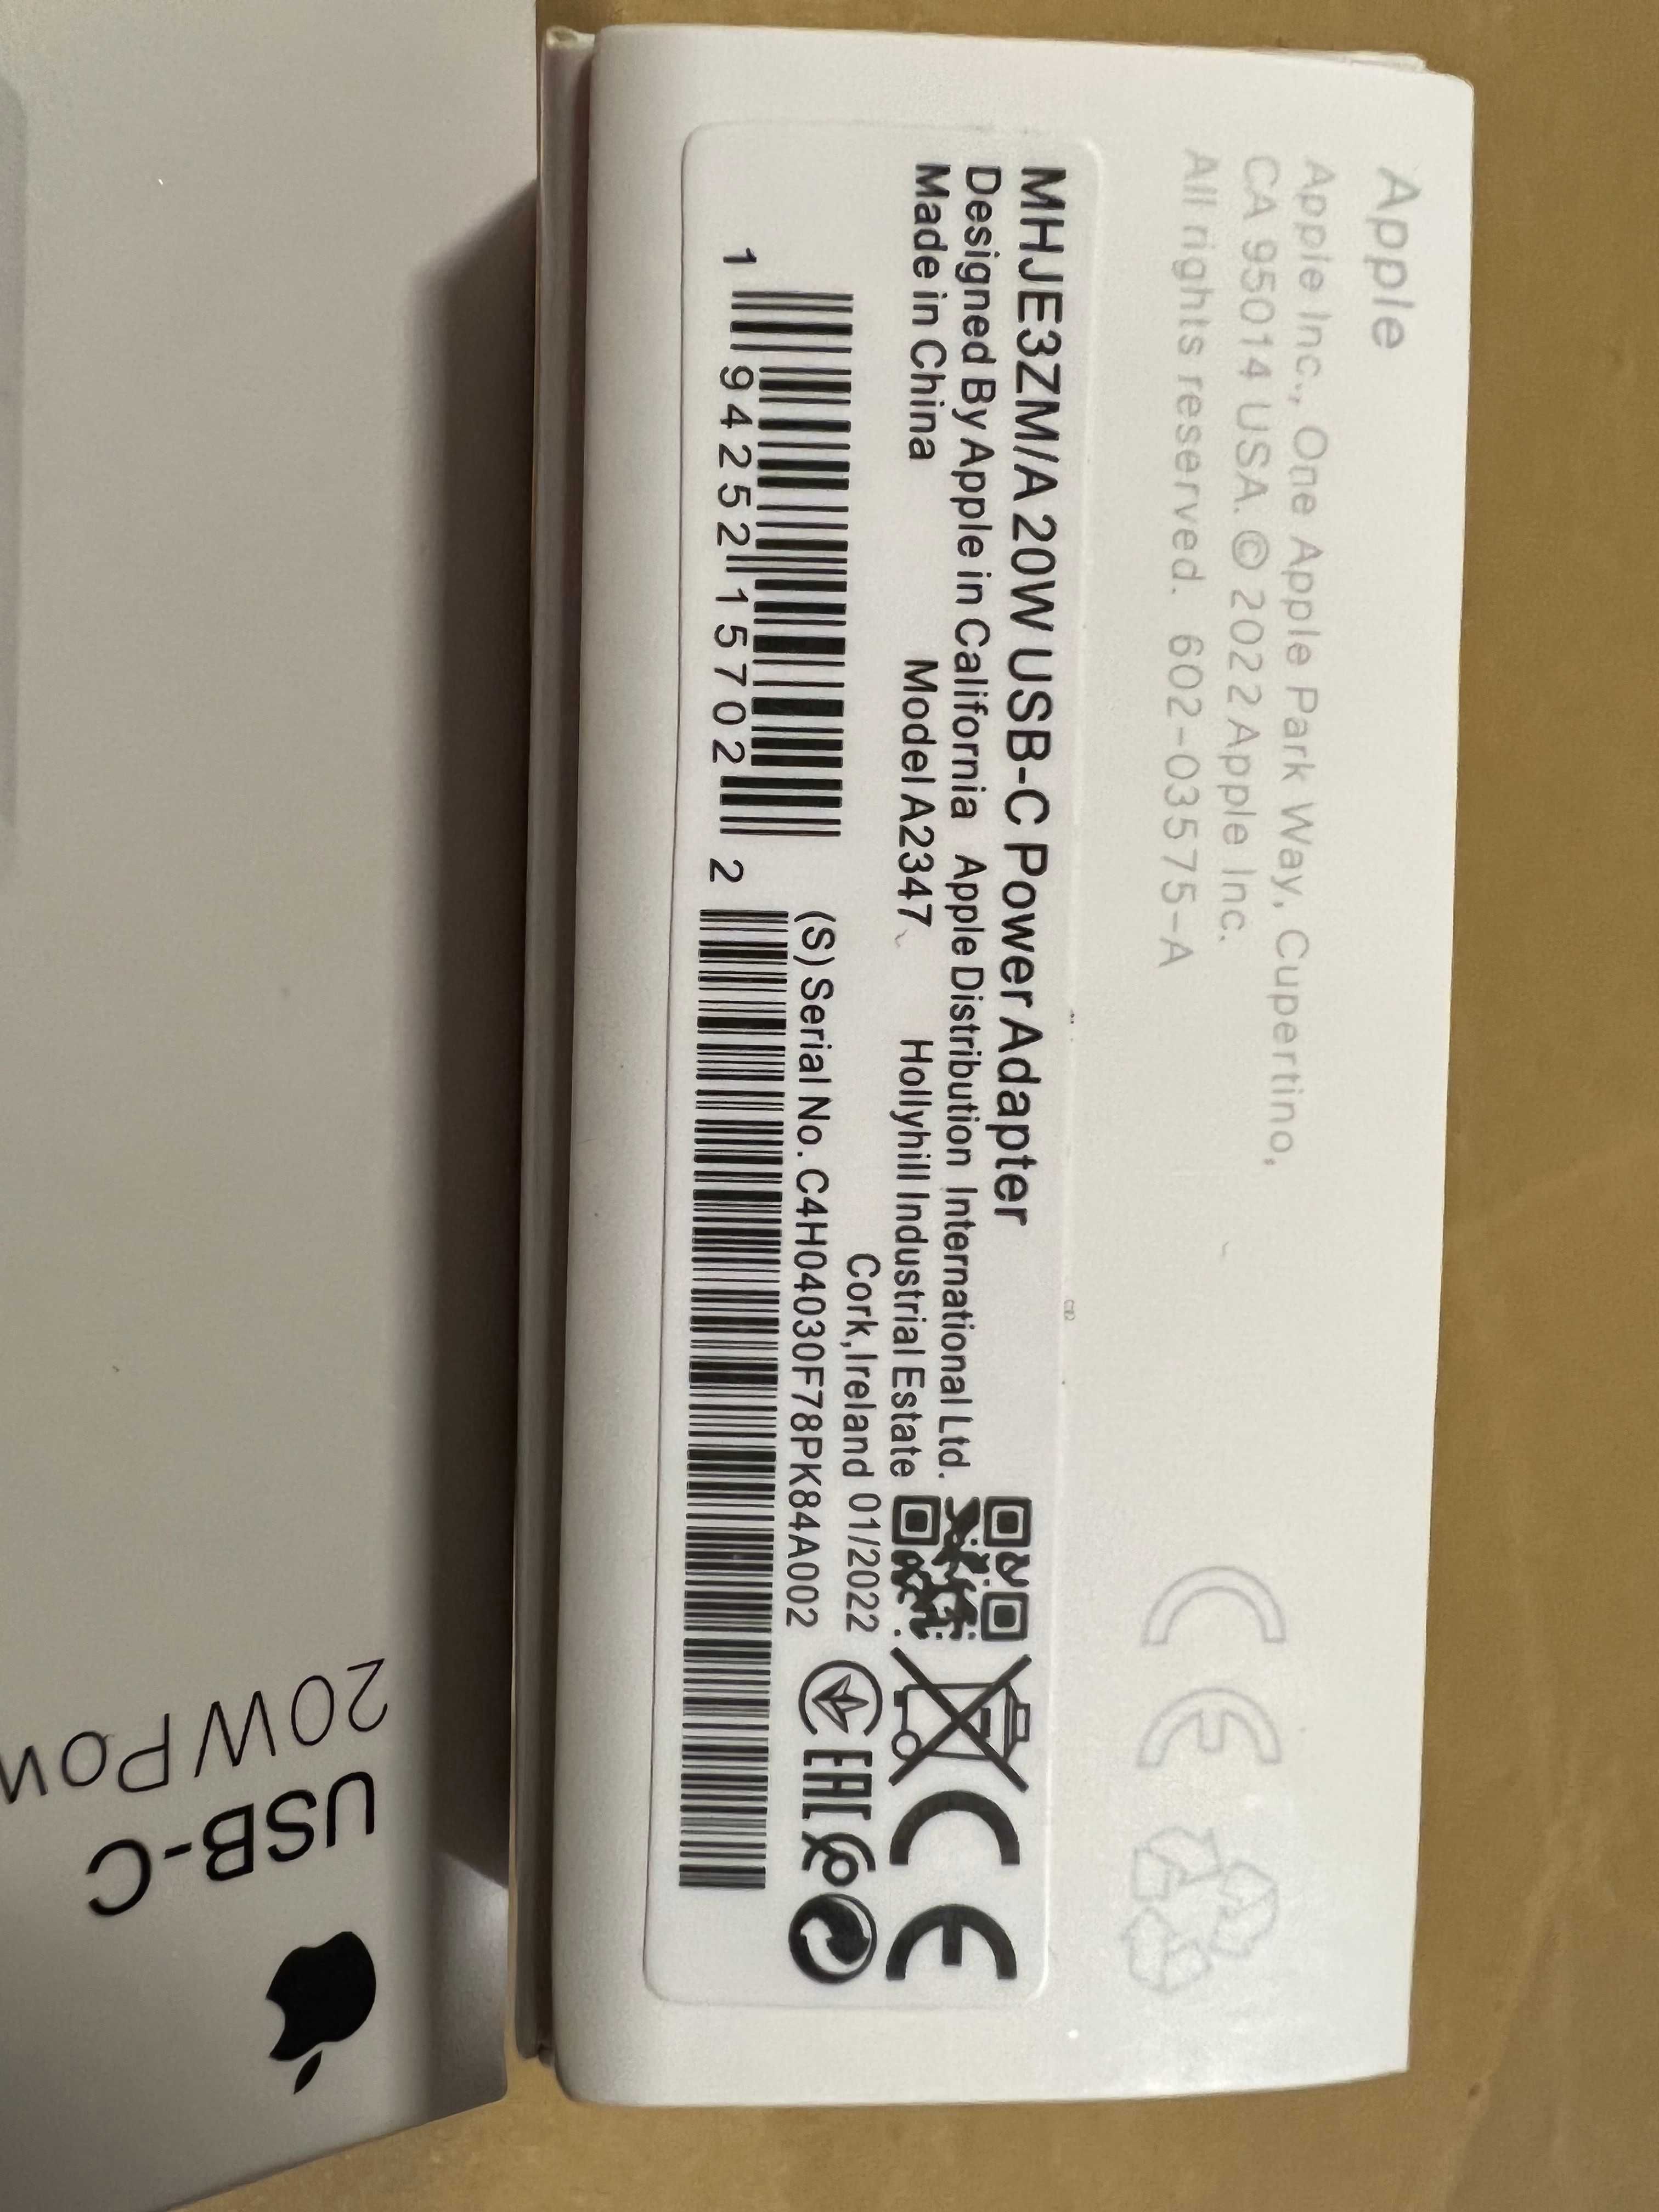 Apple
Apple Inc., One Apple Park Way, Cupertino,
CA 95014 USA. © 2022 Apple Inc.
All rights reserved. 602-03575-A
MHJE3ZM/A 20W USB-C Power Adapter
Designed By Apple in California Apple Distribution International Ltd.
Made in China Model A2347 Hollyhill Industrial Estate
Cork,Ireland 01/2022
(S) Serial No. C4H04030F78PK84A002
1 94252 15702 2
CE
EAC
CE
USB-C
20W Pow